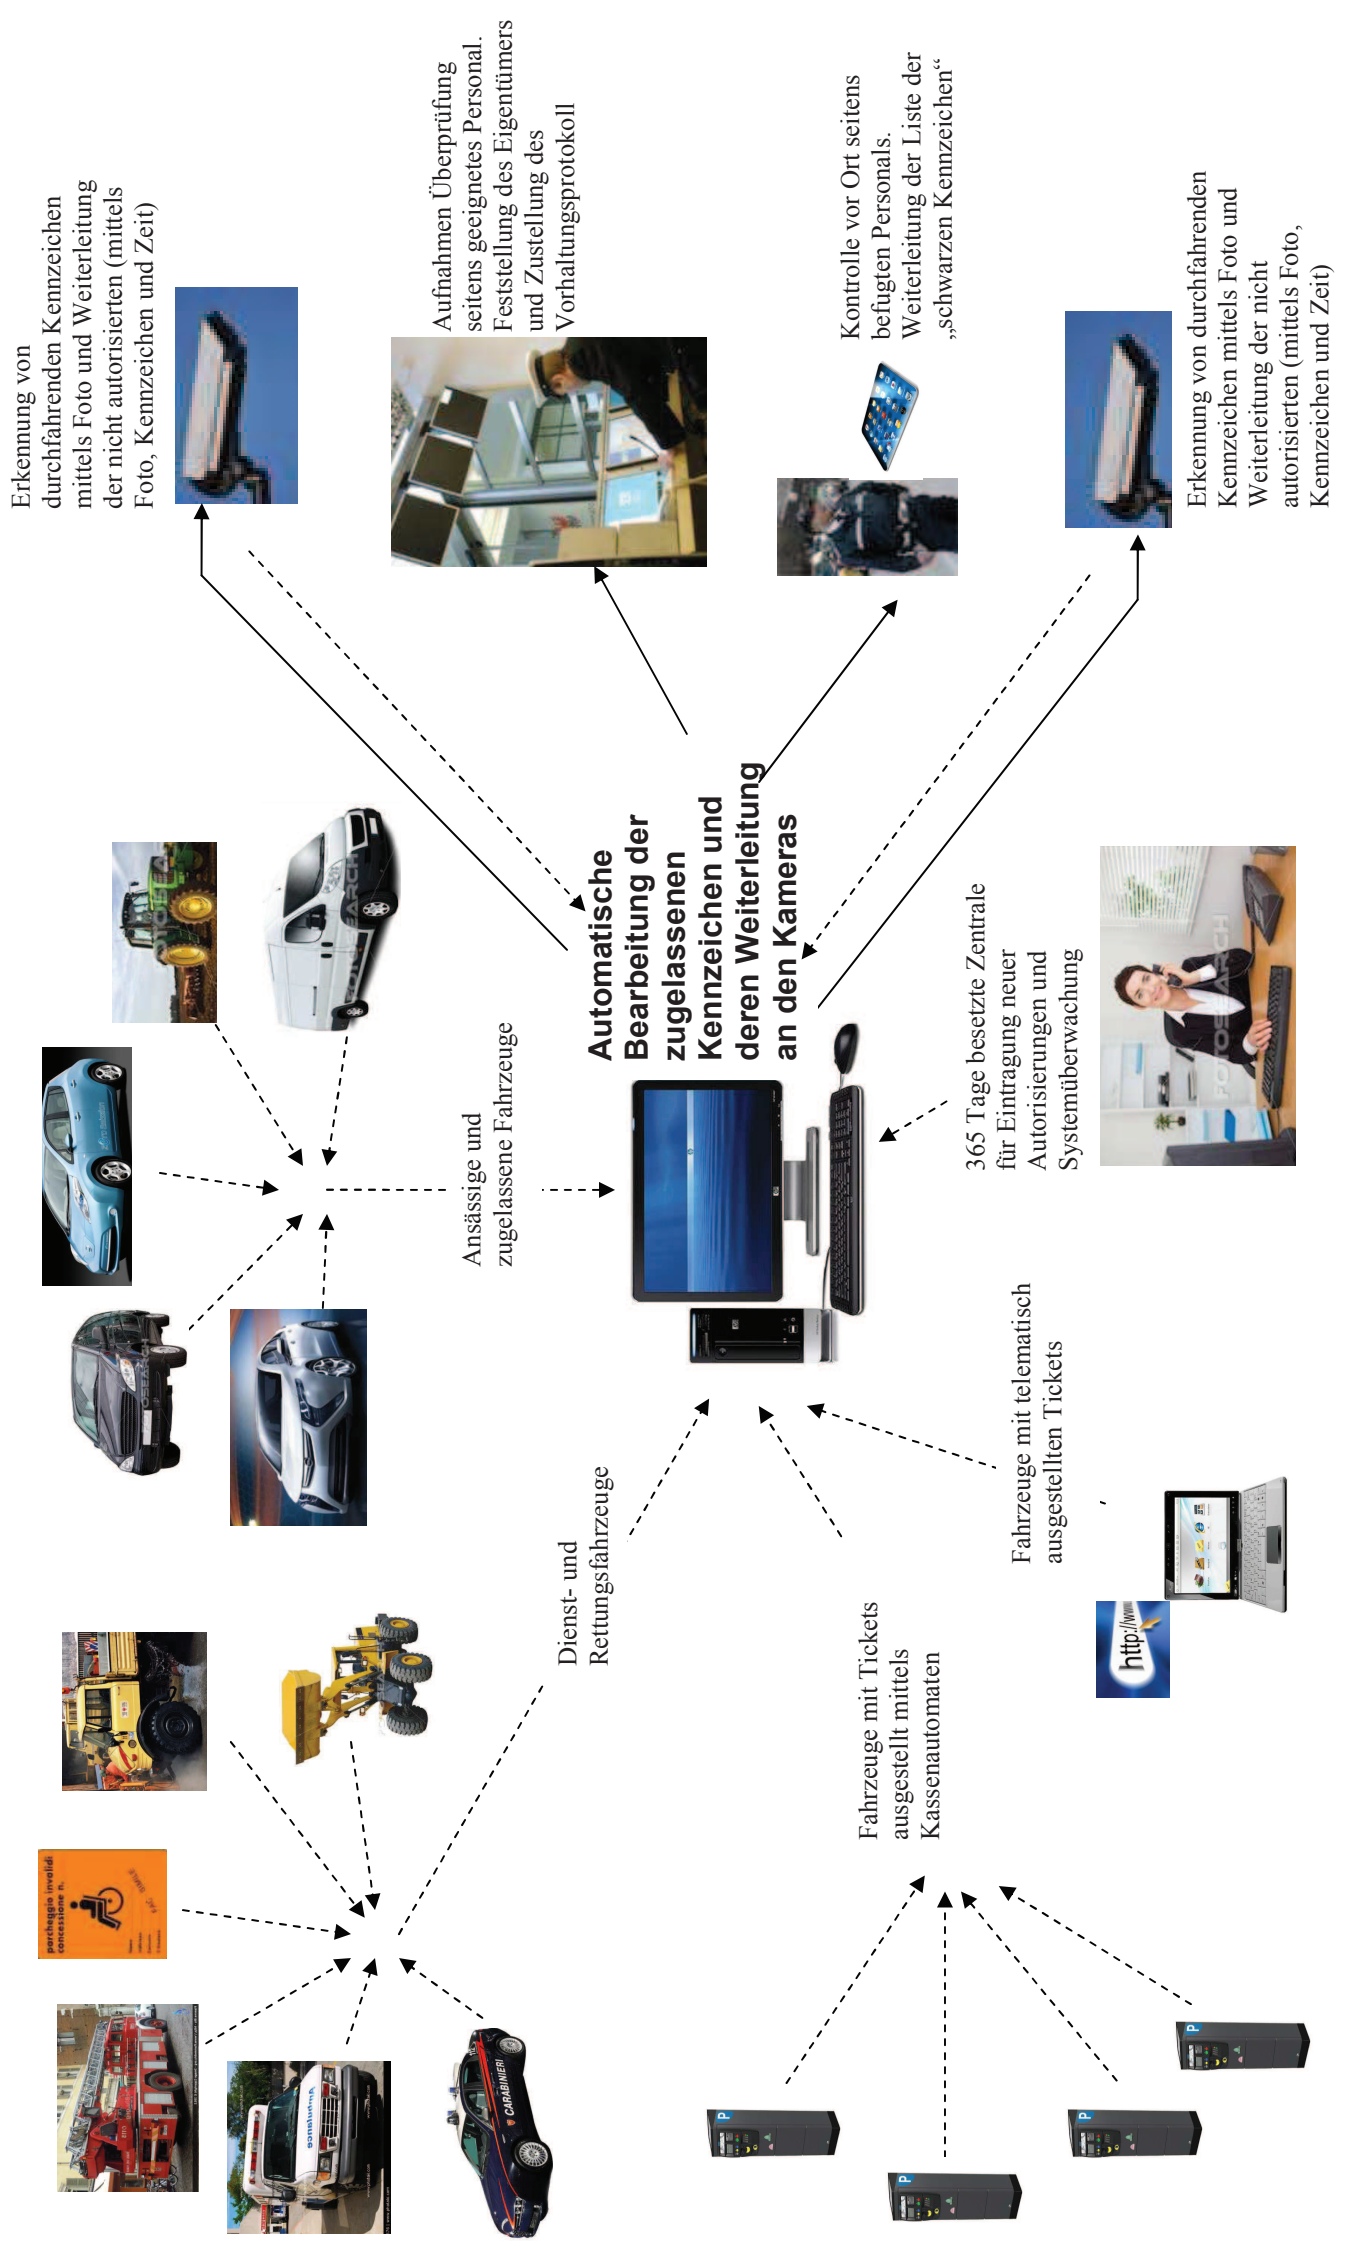 Erkennung von
durchfahrenden Kennzeichen
mittels Foto und Weiterleitung
der nicht autorisierten (mittels
Foto, Kennzeichen und Zeit)
Aufnahmen Überprüfung
seitens geeignetes Personal.
Feststellung des Eigentümers
und Zustellung des
Vorhaltungsprotokoll
Kontrolle vor Ort seitens
befugten Personals.
Weiterleitung der Liste der
„schwarzen Kennzeichen“
Erkennung von durchfahrenden
Kennzeichen mittels Foto und
Weiterleitung der nicht
autorisierten (mittels Foto,
Kennzeichen und Zeit)
Automatische
Bearbeitung der
zugelassenen
Kennzeichen und
deren Weiterleitung
an den Kameras
Ansässige und
zugelassene Fahrzeuge
365 Tage besetzte Zentrale
für Eintragung neuer
Autorisierungen und
Systemüberwachung
FOTOSEARCH
Dienst- und
Rettungsfahrzeuge
Fahrzeuge mit telematisch
ausgestellten Tickets
http://www.
Fahrzeuge mit Tickets
ausgestellt mittels
Kassenautomaten
parcheggio invalidi
concessione n.
Ambulance
CARABINIERI
P
P
P
P